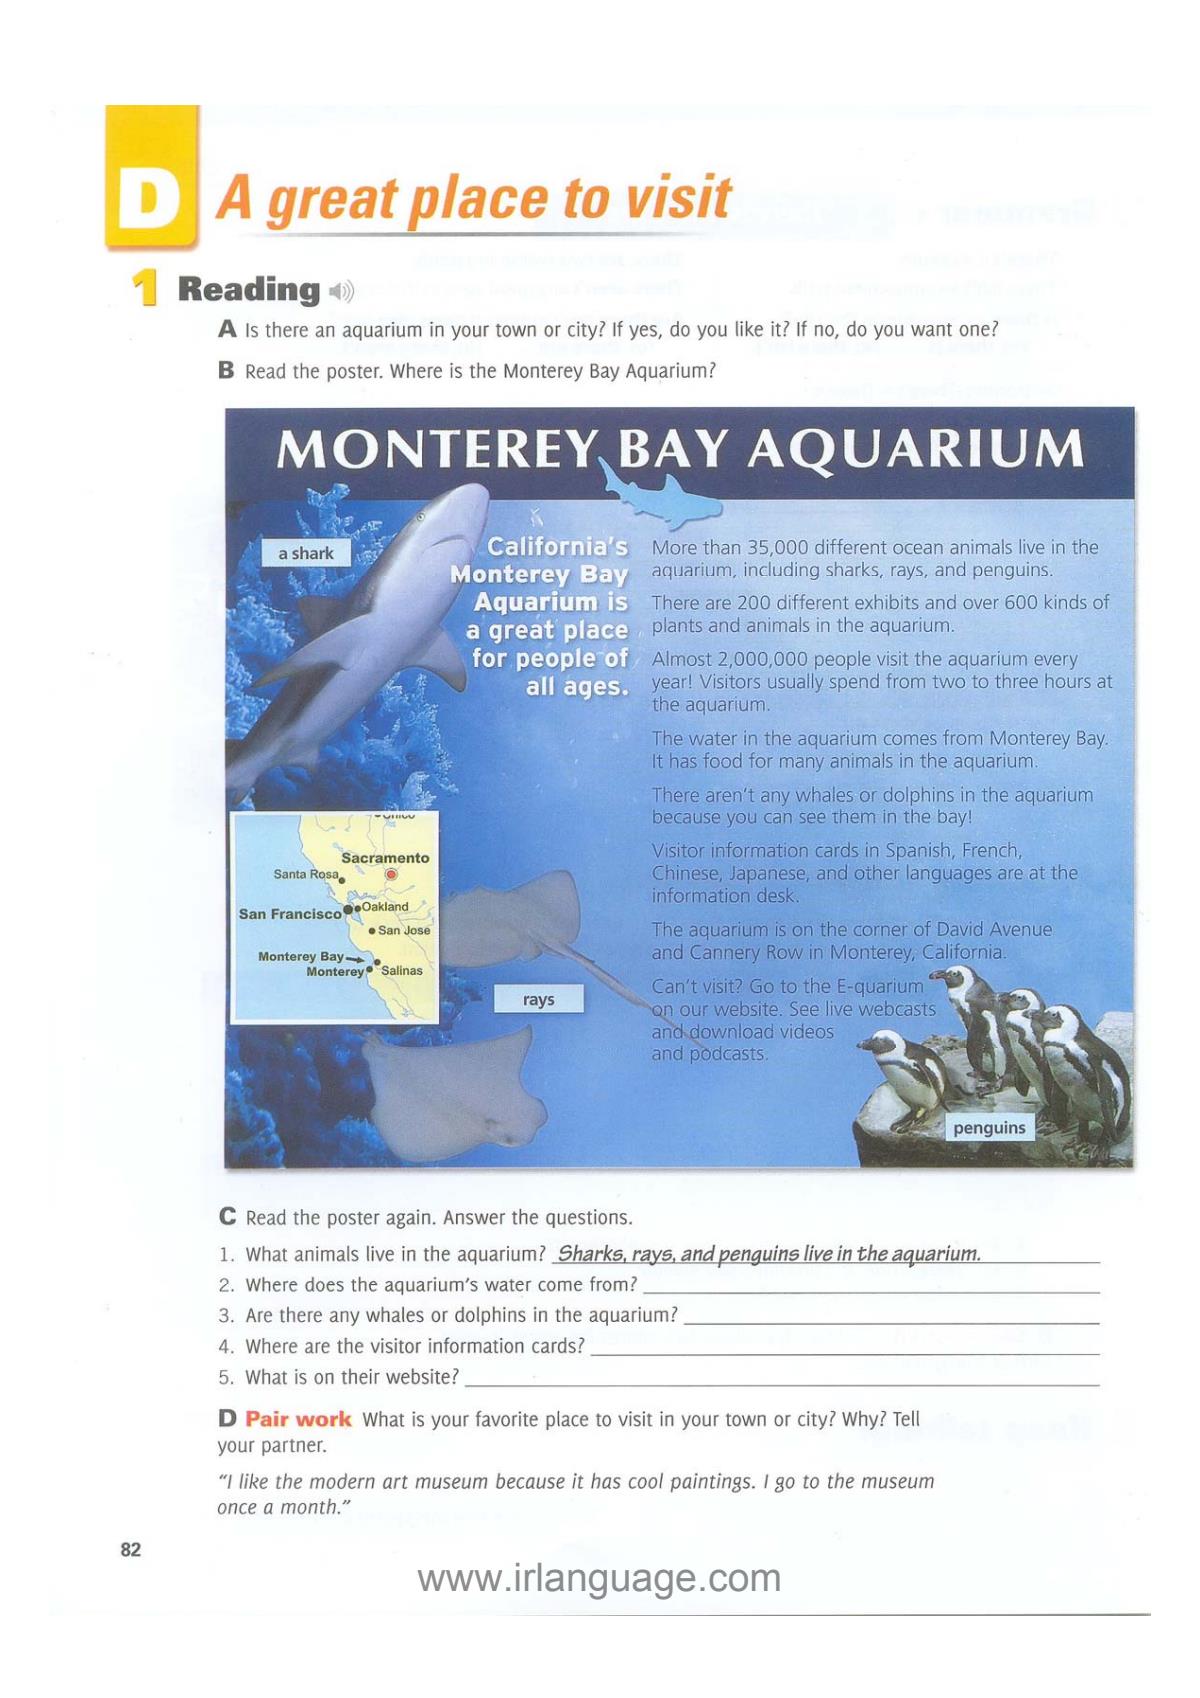 D A great place to visit
1 Reading
A Is there an aquarium in your town or city? If yes, do you like it? If no, do you want one?
B Read the poster. Where is the Monterey Bay Aquarium?
MONTEREY BAY AQUARIUM
a shark
California's
Monterey Bay
Aquarium is
a great place
for people of
all ages.
More than 35,000 different ocean animals live in the
aquarium, including sharks, rays, and penguins.
There are 200 different exhibits and over 600 kinds of
plants and animals in the aquarium.
Almost 2,000,000 people visit the aquarium every
year! Visitors usually spend from two to three hours at
the aquarium.
The water in the aquarium comes from Monterey Bay.
It has food for many animals in the aquarium.
There aren't any whales or dolphins in the aquarium
because you can see them in the bay!
Visitor information cards in Spanish, French,
Chinese, Japanese, and other languages are at the
information desk.
The aquarium is on the corner of David Avenue
and Cannery Row in Monterey, California.
Can't visit? Go to the E-quarium
on our website. See live webcasts
and download videos
and podcasts.
Chico
Sacramento
Santa Rosa
Oakland
San Francisco
San Jose
Monterey Bay
Monterey
Salinas
rays
penguins
C Read the poster again. Answer the questions.
1. What animals live in the aquarium? Sharks, rays, and penguins live in the aquarium.
2. Where does the aquarium's water come from?
3. Are there any whales or dolphins in the aquarium?
4. Where are the visitor information cards?
5. What is on their website?
D Pair work What is your favorite place to visit in your town or city? Why? Tell
your partner.
"I like the modern art museum because it has cool paintings. I go to the museum
once a month."
82
www.irlanguage.com